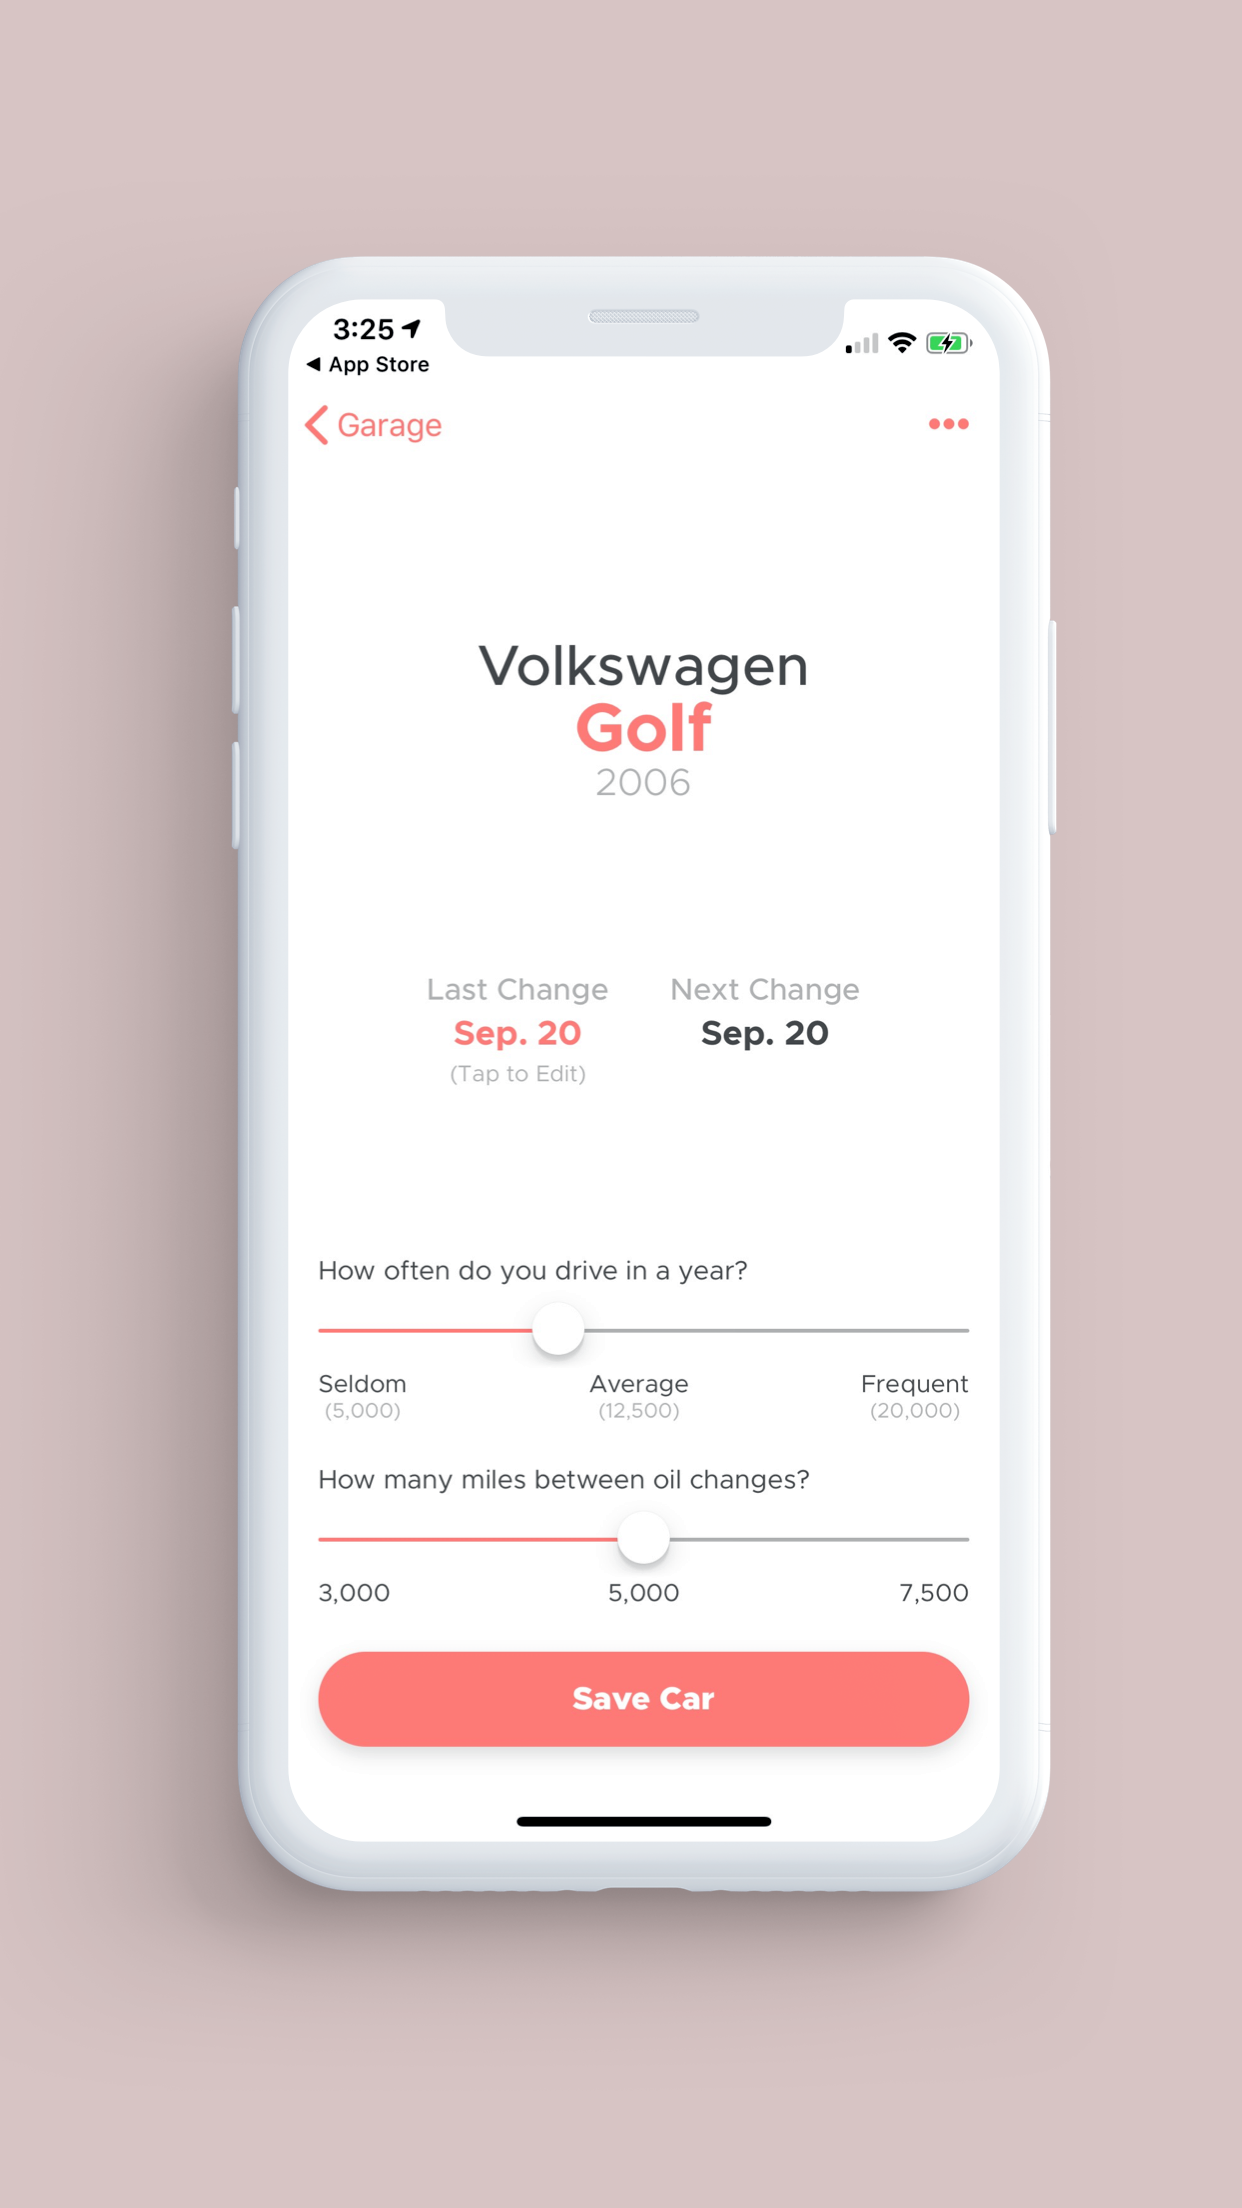 3:25
◀ App Store
Garage
Volkswagen
Golf
2006
Last Change Next Change
Sep. 20 Sep. 20
(Tap to Edit)
How often do you drive in a year?
Seldom Average Frequent
(5,000) (12,500) (20,000)
How many miles between oil changes?
3,000 5,000 7,500
Save Car